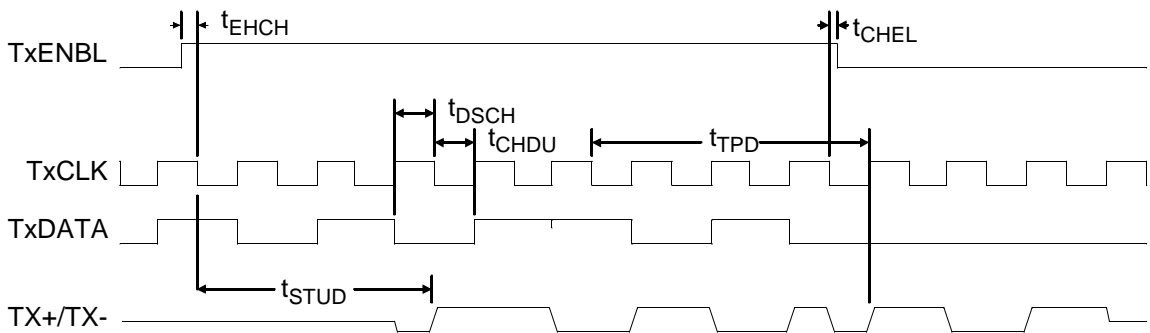 tEHCH
TxENBL
tCHEL
tDSCH
tCHDU
tTPD
TxCLK
TxDATA
tSTUD
TX+/TX-